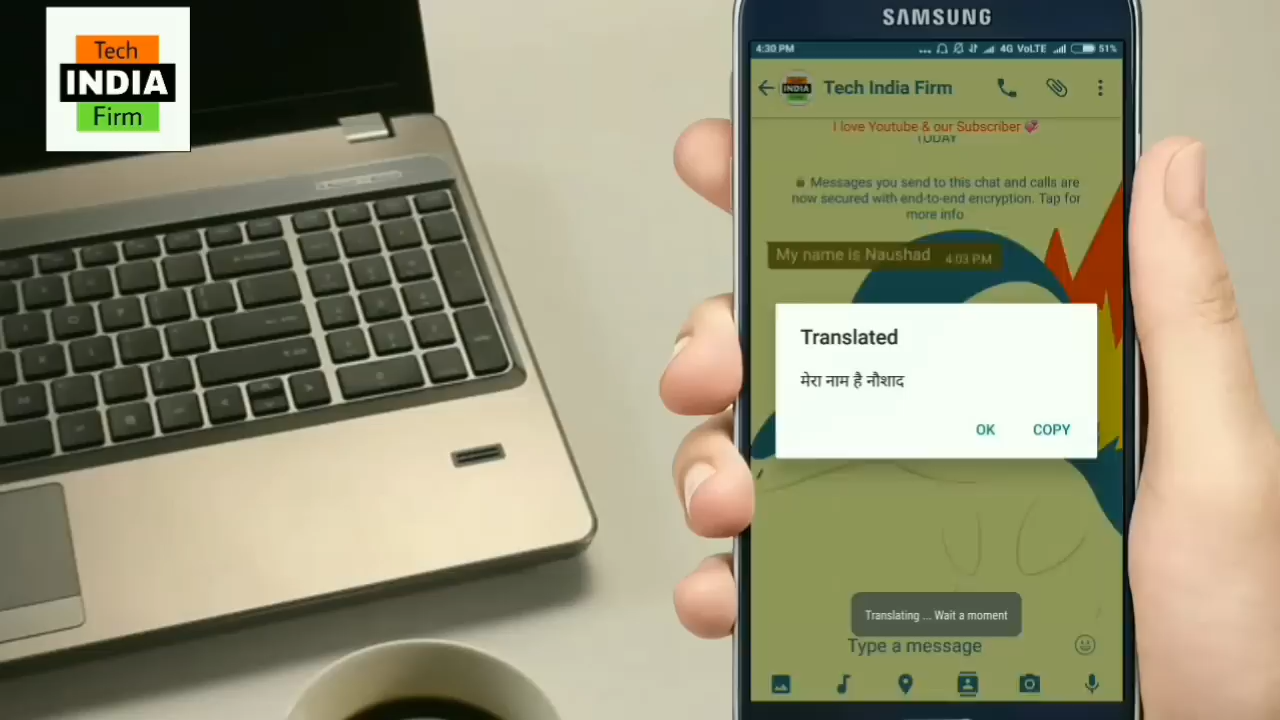 Tech
INDIA
Firm
SAMSUNG
4:30 PM
... 4G VoLTE 51%
INDIA
Tech India Firm
I love Youtube & our Subscriber 💞
TODAY
Messages you send to this chat and calls are
now secured with end-to-end encryption. Tap for
more info
My name is Naushad 4:03 PM
Translated
मेरा नाम है नौशाद
OK COPY
Translating ... Wait a moment
Type a message